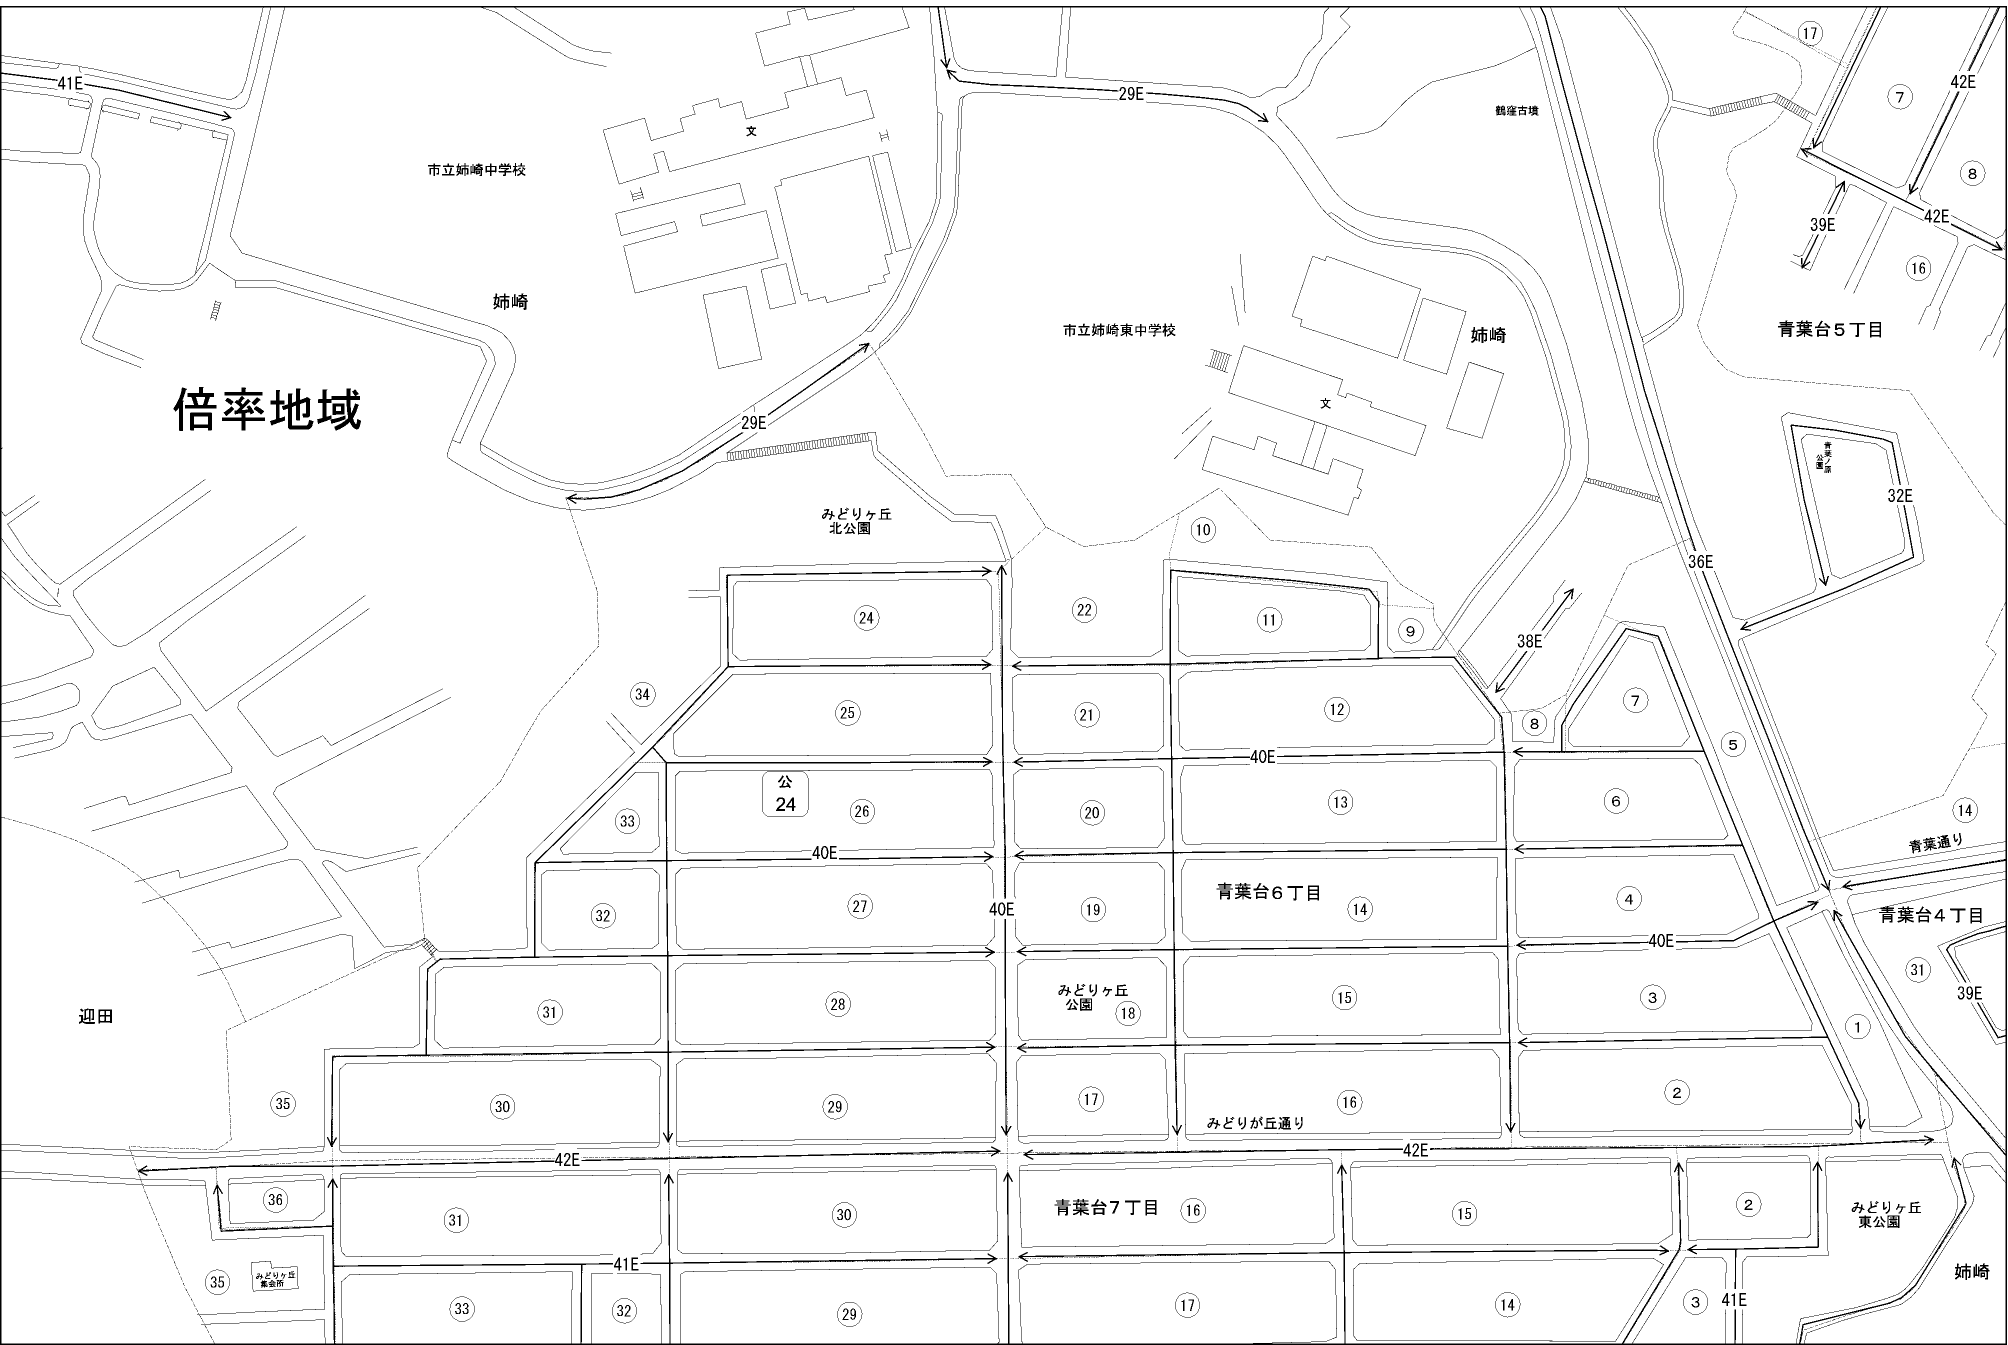 41E
29E
42E
17
7
8
鶴窪古墳
文
市立姉崎中学校
39E
42E
16
青葉台5丁目
姉崎
市立姉崎東中学校
姉崎
倍率地域
文
29E
青葉ノ原
公園
32E
みどりヶ丘
北公園
10
36E
24
22
11
9
38E
34
25
21
12
8
7
5
40E
公
24
33
26
20
13
6
14
青葉通り
40E
32
27
40E
19
青葉台6丁目
14
4
青葉台4丁目
40E
31
39E
迎田
31
28
みどりヶ丘
公園
18
15
3
1
35
30
29
17
16
2
みどりが丘通り
42E
42E
36
31
30
青葉台7丁目
16
15
2
みどりヶ丘
東公園
41E
35
みどりヶ丘
集会所
姉崎
33
32
29
17
14
3
41E